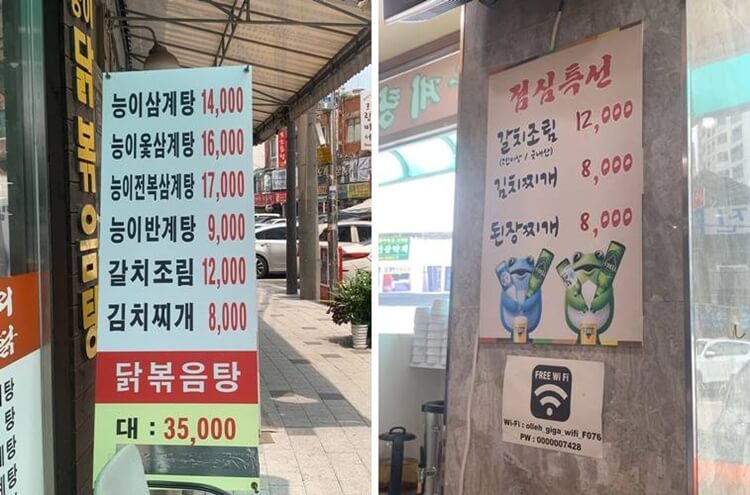 닭볶음탕
능이삼계탕 14,000
능이옻삼계탕 16,000
능이전복삼계탕 17,000
능이반계탕 9,000
갈치조림 12,000
김치찌개 8,000
닭볶음탕
대 : 35,000
계탕
점심특선
갈치조림 12,000
김치찌개 8,000
된장찌개 8,000
FREE Wi Fi
Wi-Fi : olleh_giga_wifi_F076
PW : 0000007428